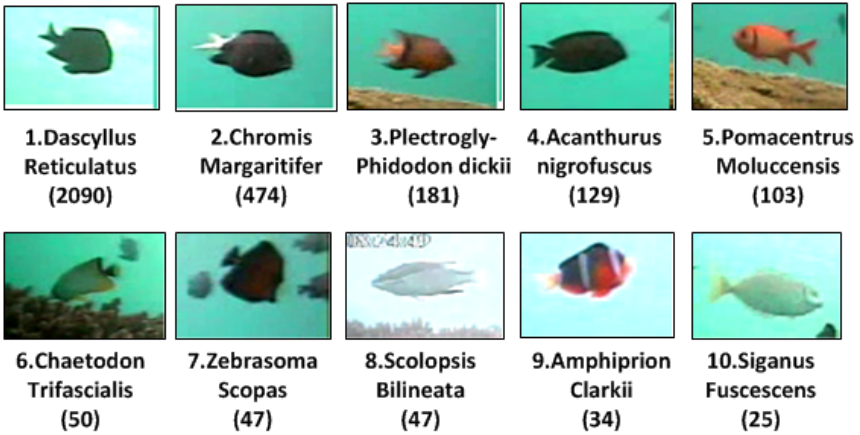 1.Dascyllus
Reticulatus
(2090)
2.Chromis
Margaritifer
(474)
3.Plectrogly-
Phidodon dickii
(181)
4.Acanthurus
nigrofuscus
(129)
5.Pomacentrus
Moluccensis
(103)
6.Chaetodon
Trifascialis
(50)
7.Zebrasoma
Scopas
(47)
8.Scolopsis
Bilineata
(47)
9.Amphiprion
Clarkii
(34)
10.Siganus
Fuscescens
(25)